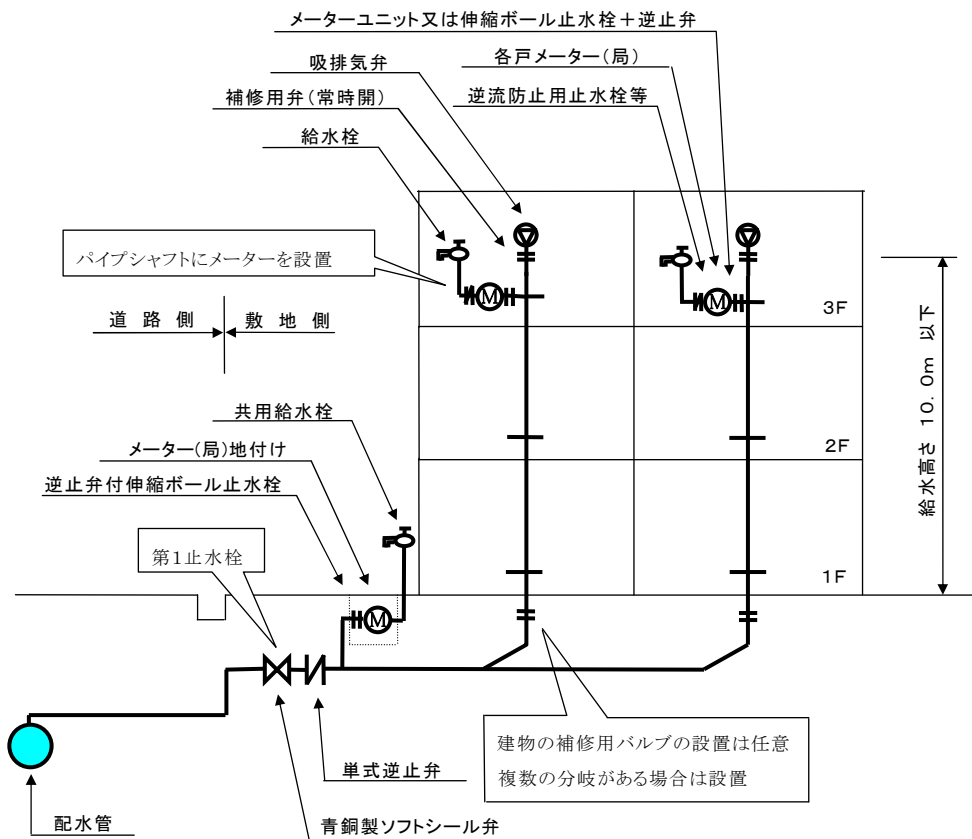 メーターユニット又は伸縮ボール止水栓＋逆止弁
吸排気弁
各戸メーター(局)
補修用弁(常時開)
逆流防止用止水栓等
給水栓
パイプシャフトにメーターを設置
M
M
3F
道路側
敷地側
給水高さ 10.0m 以下
共用給水栓
メーター(局)地付け
2F
逆止弁付伸縮ボール止水栓
第1止水栓
1F
M
建物の補修用バルブの設置は任意
複数の分岐がある場合は設置
単式逆止弁
配水管
青銅製ソフトシール弁